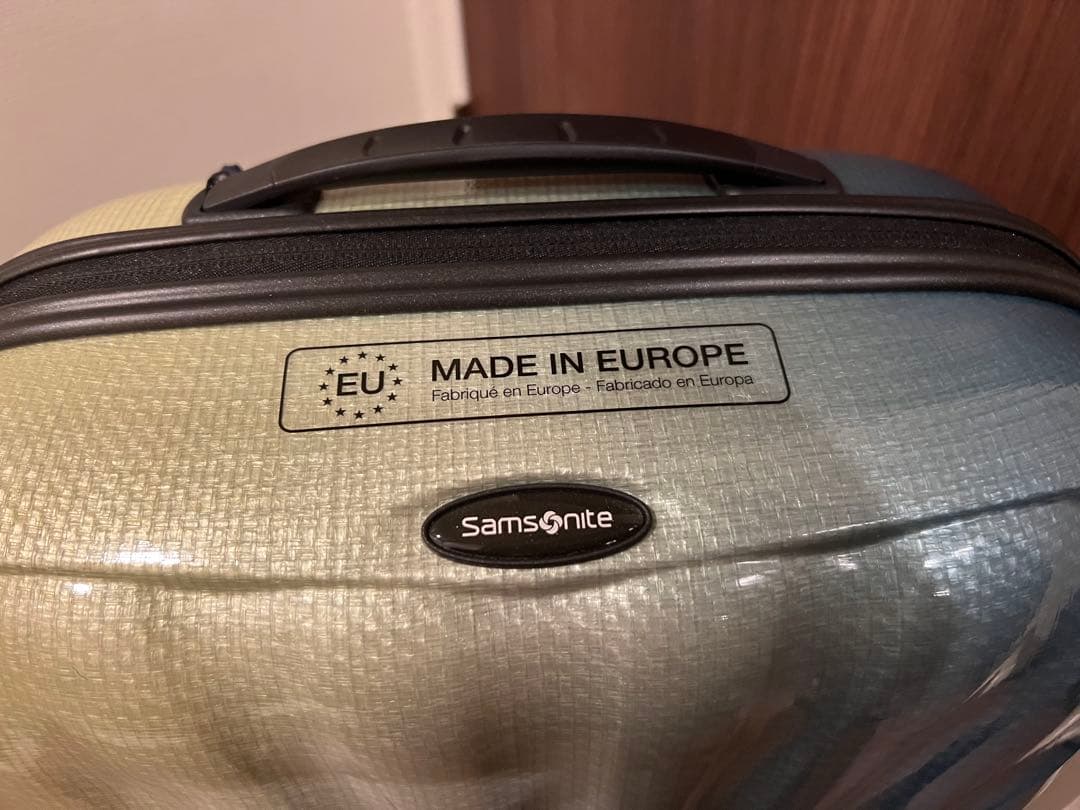 EU
MADE IN EUROPE
Fabriqué en Europe - Fabricado en Europa
Samsonite